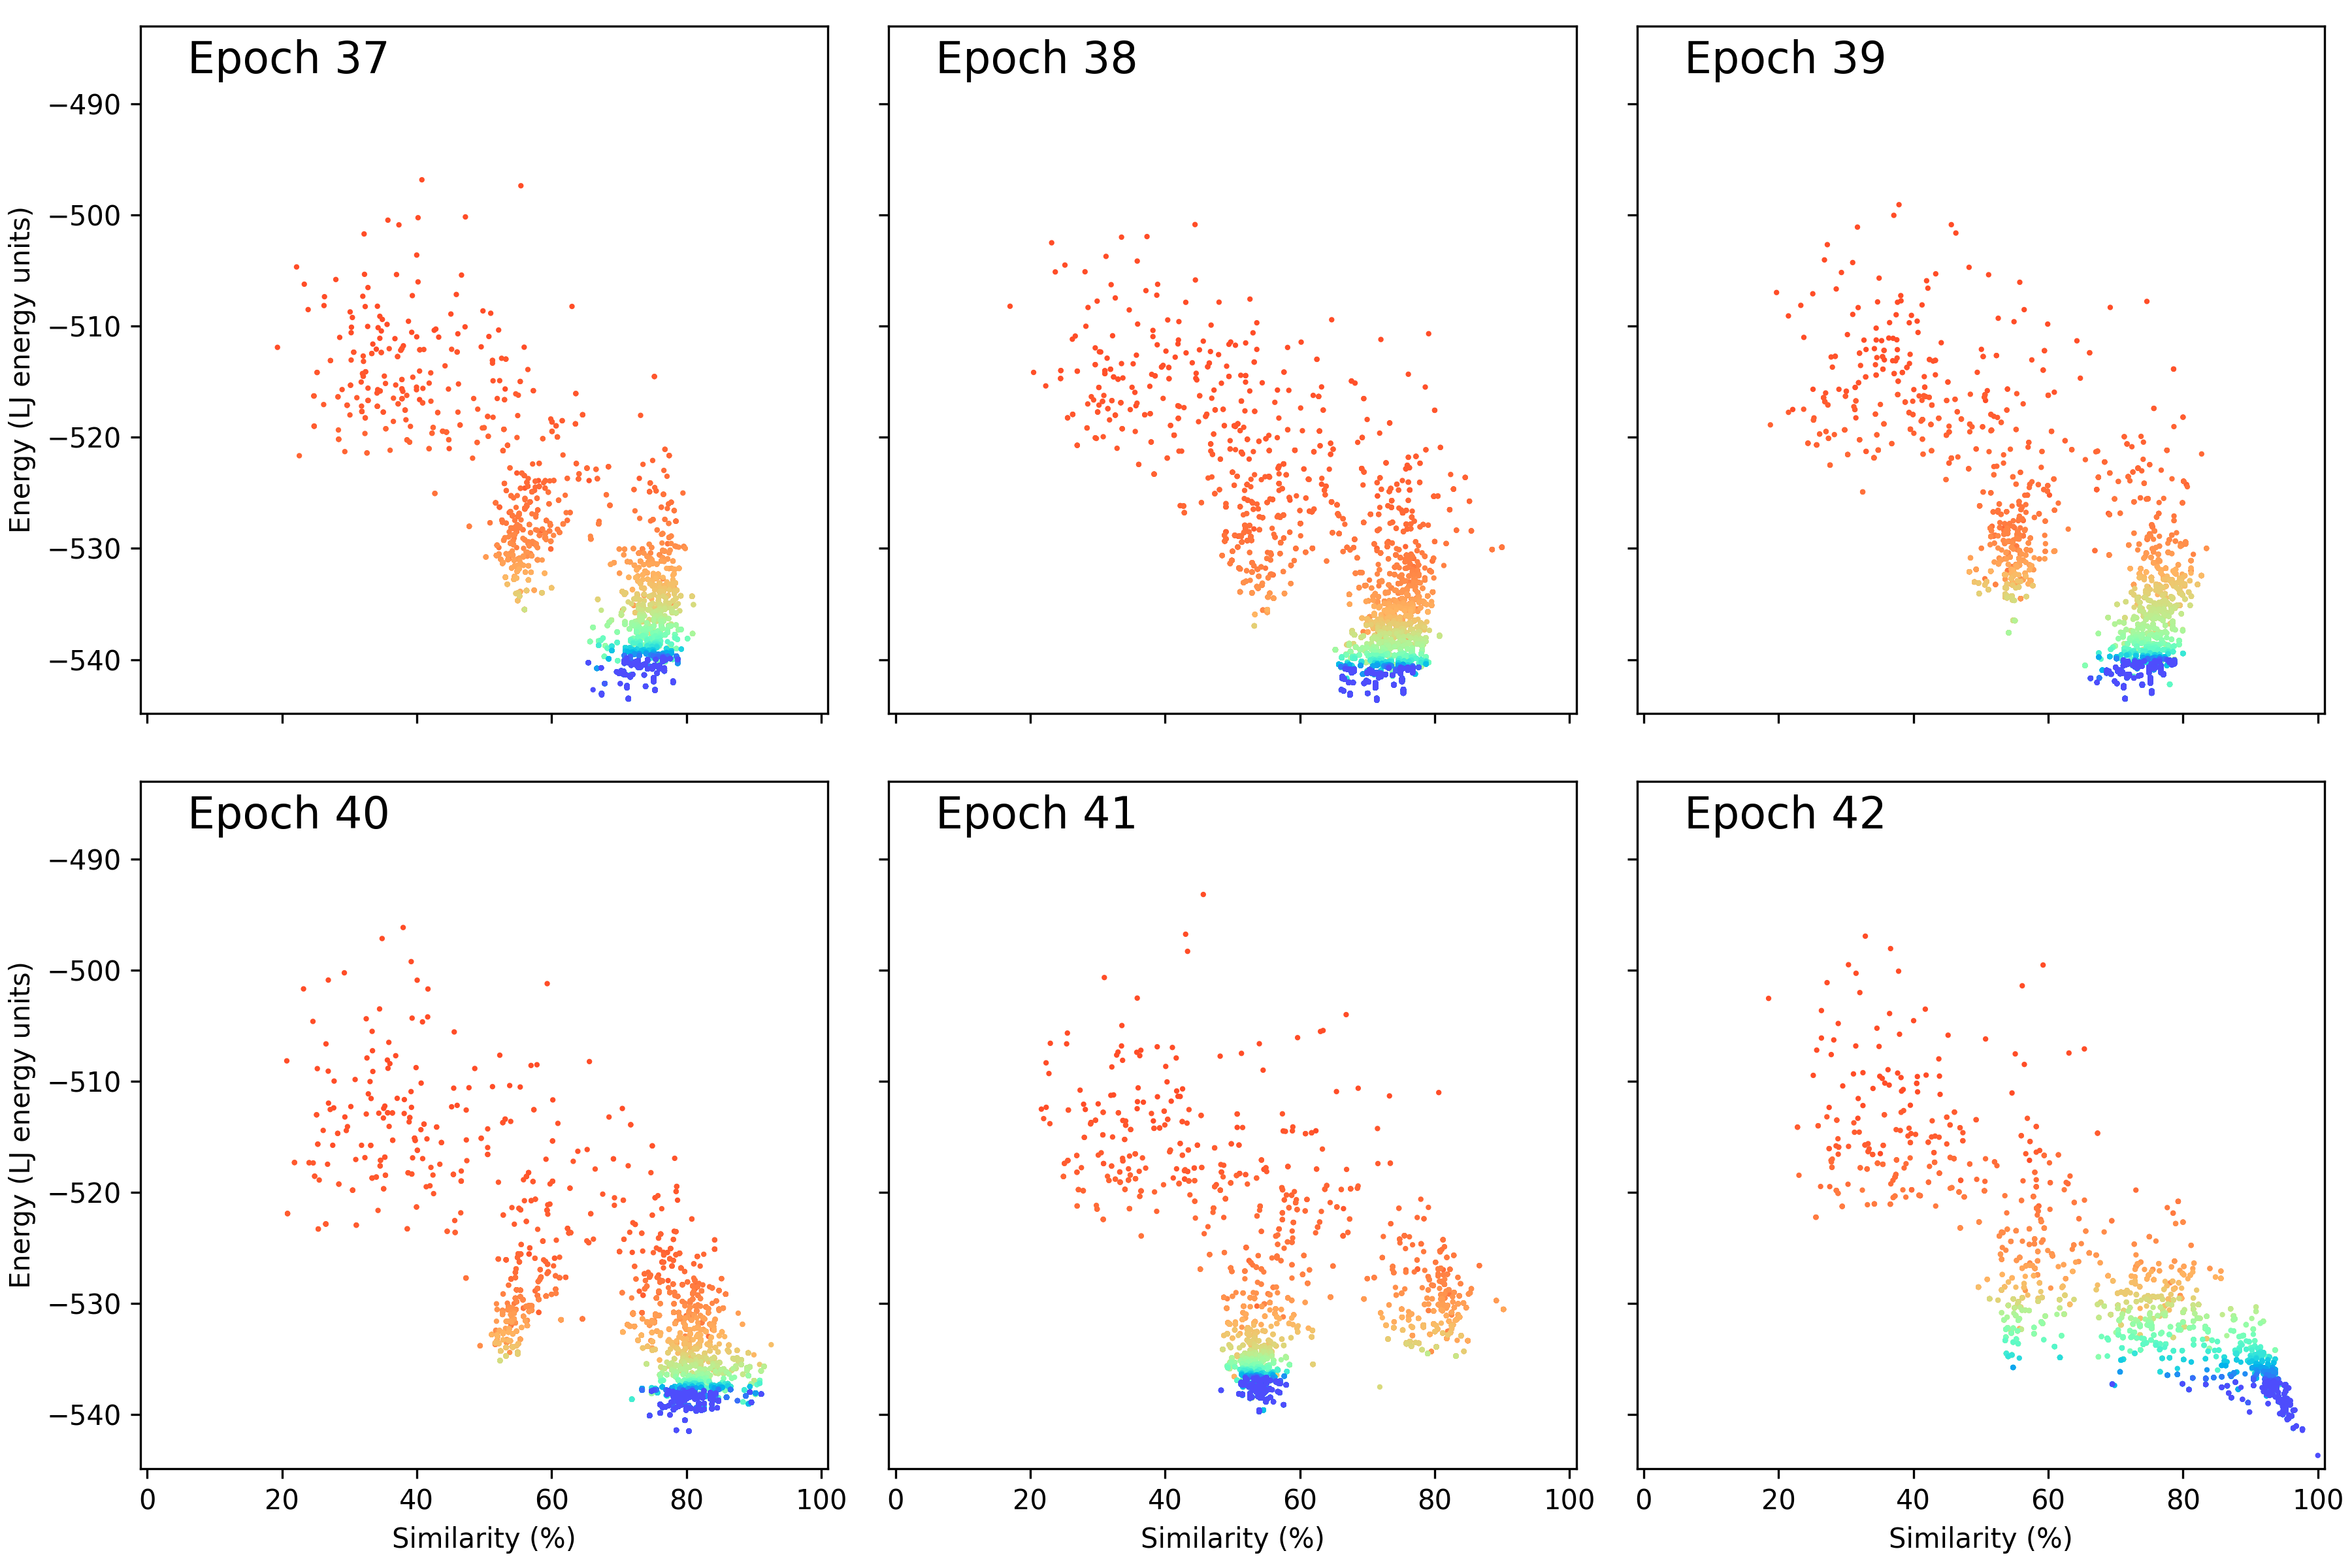 Epoch 37
Epoch 38
Epoch 39
−490
−500
−510
−520
−530
−540
Energy (LJ energy units)
Epoch 40
Epoch 41
Epoch 42
−490
−500
−510
−520
−530
−540
Energy (LJ energy units)
0 20 40 60 80 100
0 20 40 60 80 100
0 20 40 60 80 100
Similarity (%)
Similarity (%)
Similarity (%)